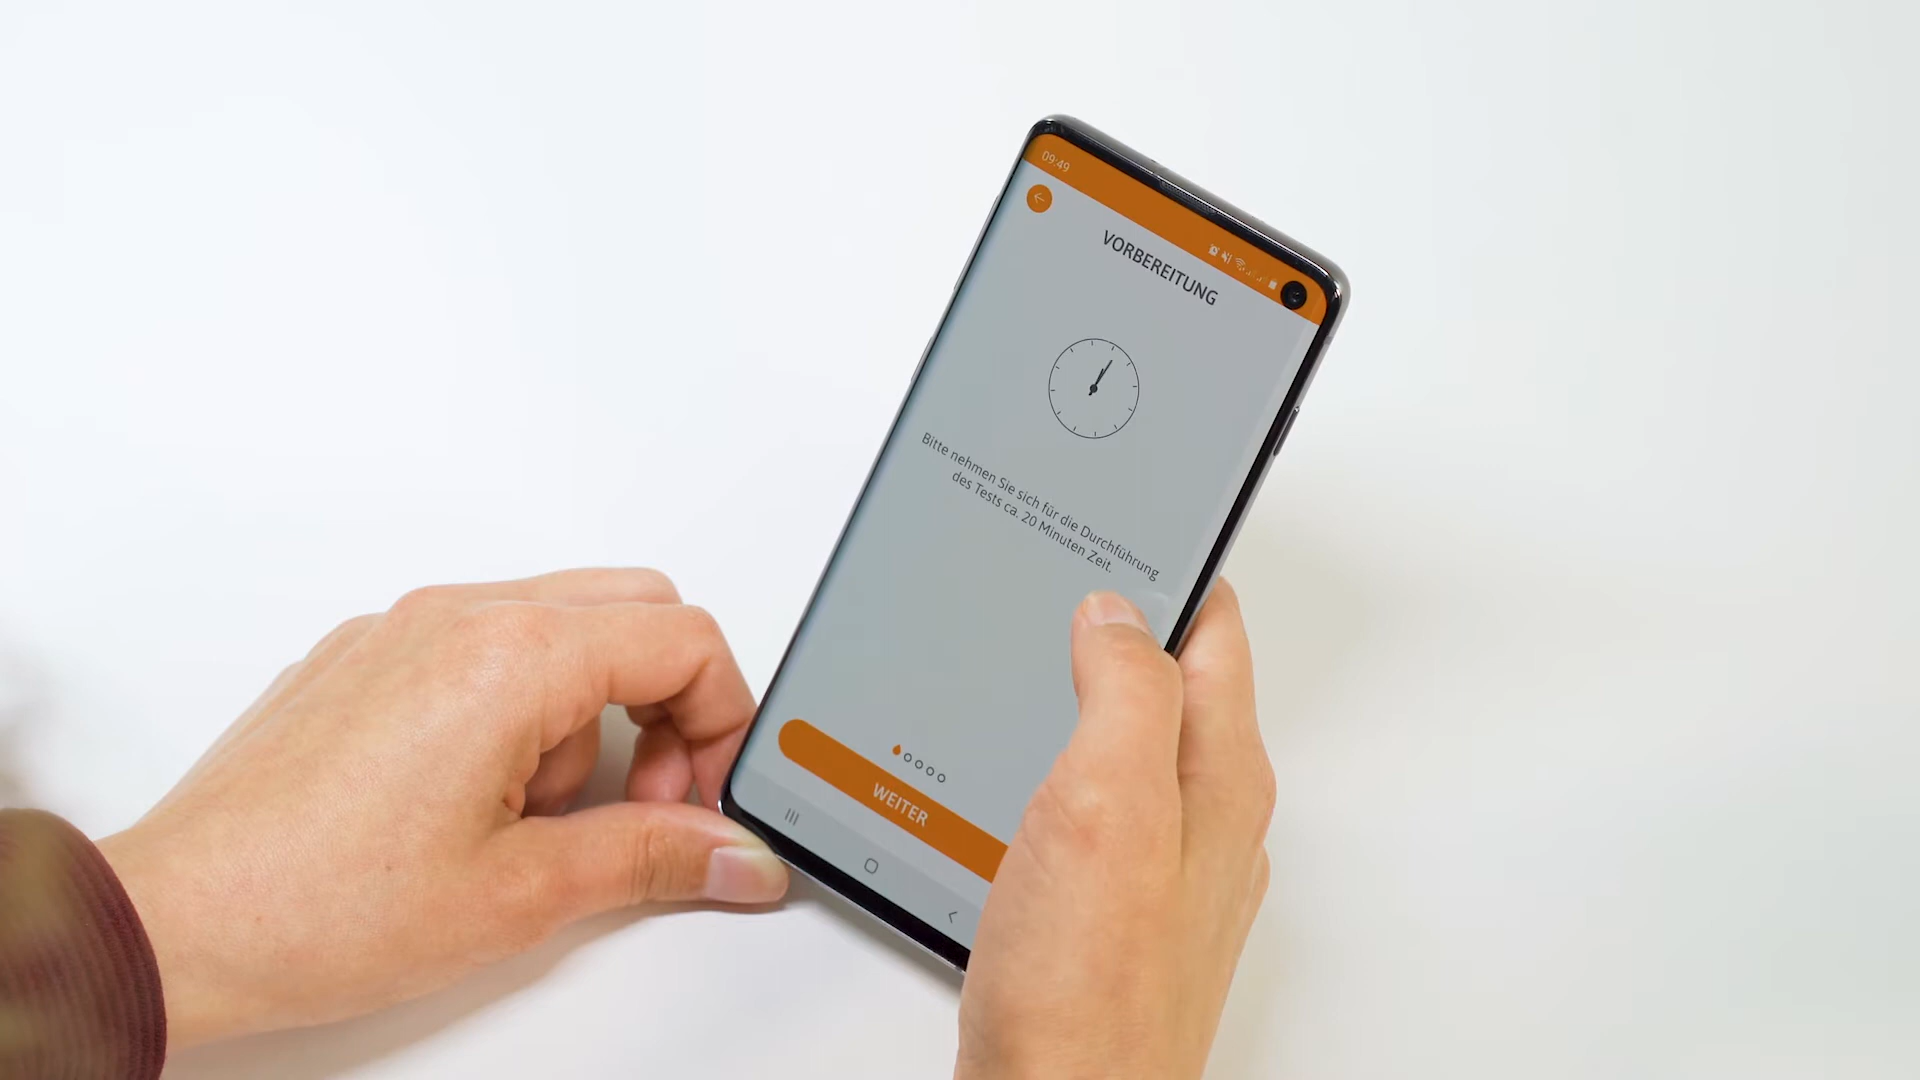 09:49
VORBEREITUNG
Bitte nehmen Sie sich für die Durchführung
des Tests ca. 20 Minuten Zeit.
WEITER